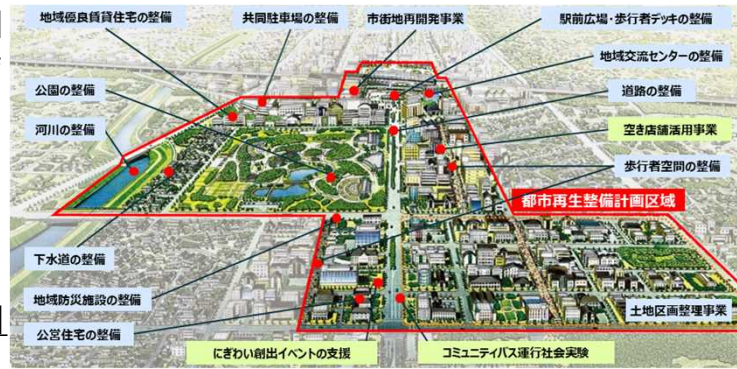 地域優良賃貸住宅の整備
共同駐車場の整備
市街地再開発事業
駅前広場・歩行者デッキの整備
地域交流センターの整備
公園の整備
道路の整備
河川の整備
空き店舗活用事業
歩行者空間の整備
都市再生整備計画区域
下水道の整備
地域防災施設の整備
土地区画整理事業
公営住宅の整備
にぎわい創出イベントの支援
コミュニティバス運行社会実験